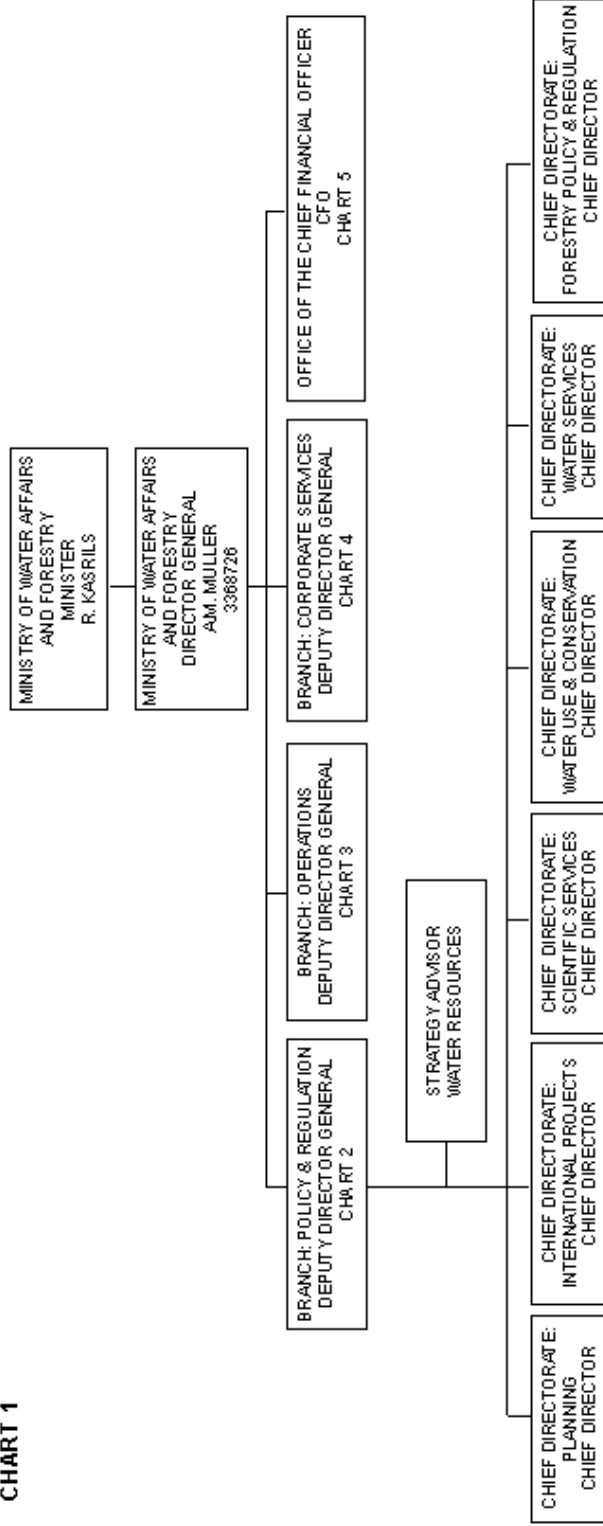 CHART 1
MINISTRY OF WATER AFFAIRS
AND FORESTRY
MINISTER
R. KASRILS
MINISTRY OF WATER AFFAIRS
AND FORESTRY
DIRECTOR GENERAL
A.M. MULLER
3368726
BRANCH: POLICY & REGULATION
DEPUTY DIRECTOR GENERAL
CHART 2
BRANCH: OPERATIONS
DEPUTY DIRECTOR GENERAL
CHART 3
BRANCH: CORPORATE SERVICES
DEPUTY DIRECTOR GENERAL
CHART 4
OFFICE OF THE CHIEF FINANCIAL OFFICER
CFO
CHART 5
STRATEGY ADVISOR
WATER RESOURCES
CHIEF DIRECTORATE:
PLANNING
CHIEF DIRECTOR
CHIEF DIRECTORATE:
INTERNATIONAL PROJECTS
CHIEF DIRECTOR
CHIEF DIRECTORATE:
SCIENTIFIC SERVICES
CHIEF DIRECTOR
CHIEF DIRECTORATE:
WATER USE & CONSERVATION
CHIEF DIRECTOR
CHIEF DIRECTORATE:
WATER SERVICES
CHIEF DIRECTOR
CHIEF DIRECTORATE:
FORESTRY POLICY & REGULATION
CHIEF DIRECTOR